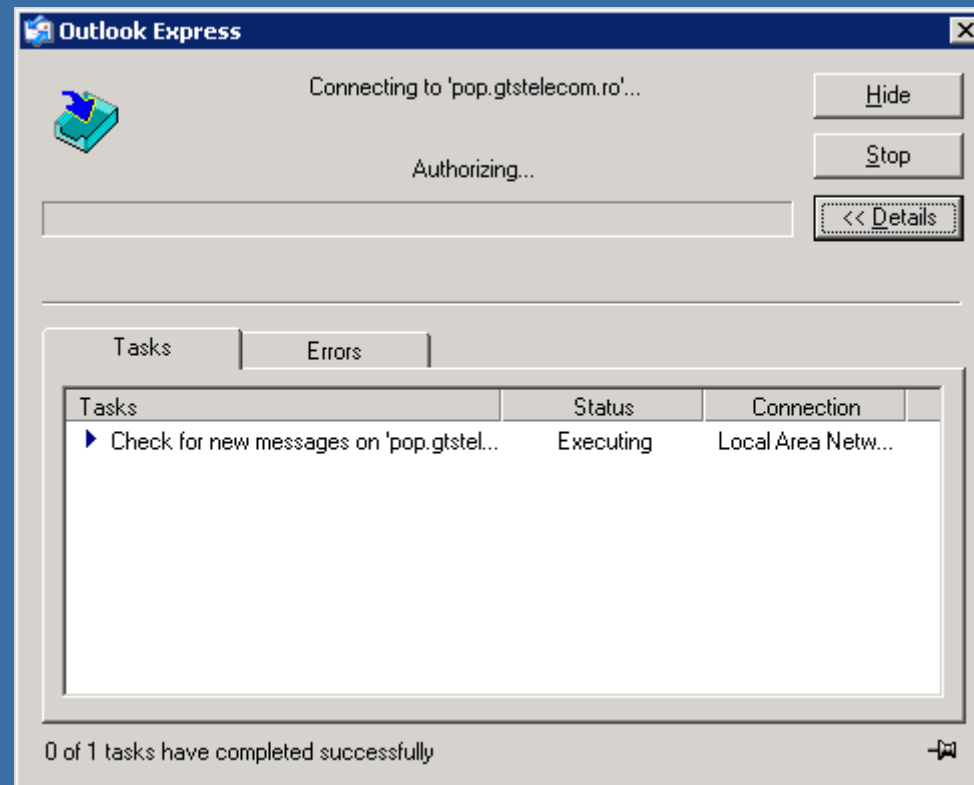 Outlook Express
Connecting to 'pop.gtstelecom.ro'...
Hide
Authorizing...
Stop
<< Details
Tasks Errors
Tasks Status Connection
Check for new messages on 'pop.gtstel... Executing Local Area Netw...
0 of 1 tasks have completed successfully